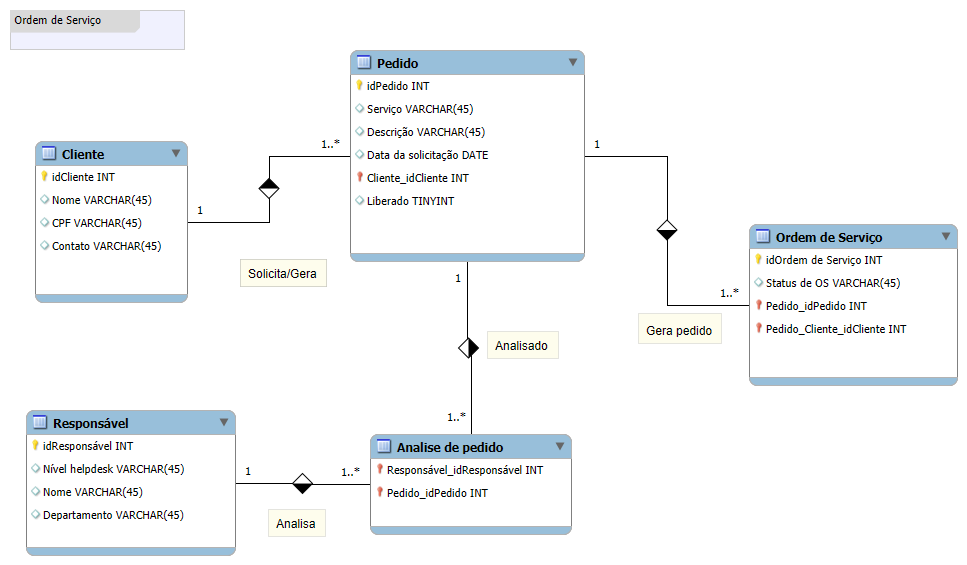 Ordem de Serviço
Pedido
idPedido INT
Serviço VARCHAR(45)
Descrição VARCHAR(45)
Data da solicitação DATE
Cliente_idCliente INT
Liberado TINYINT
Cliente
idCliente INT
Nome VARCHAR(45)
CPF VARCHAR(45)
Contato VARCHAR(45)
1
1..*
Solicita/Gera
1
1..*
Gera pedido
Ordem de Serviço
idOrdem de Serviço INT
Status de OS VARCHAR(45)
Pedido_idPedido INT
Pedido_Cliente_idCliente INT
1
Analisado
1..*
Responsável
idResponsável INT
Nível helpdesk VARCHAR(45)
Nome VARCHAR(45)
Departamento VARCHAR(45)
1
1..*
Analisa
Analise de pedido
Responsável_idResponsável INT
Pedido_idPedido INT